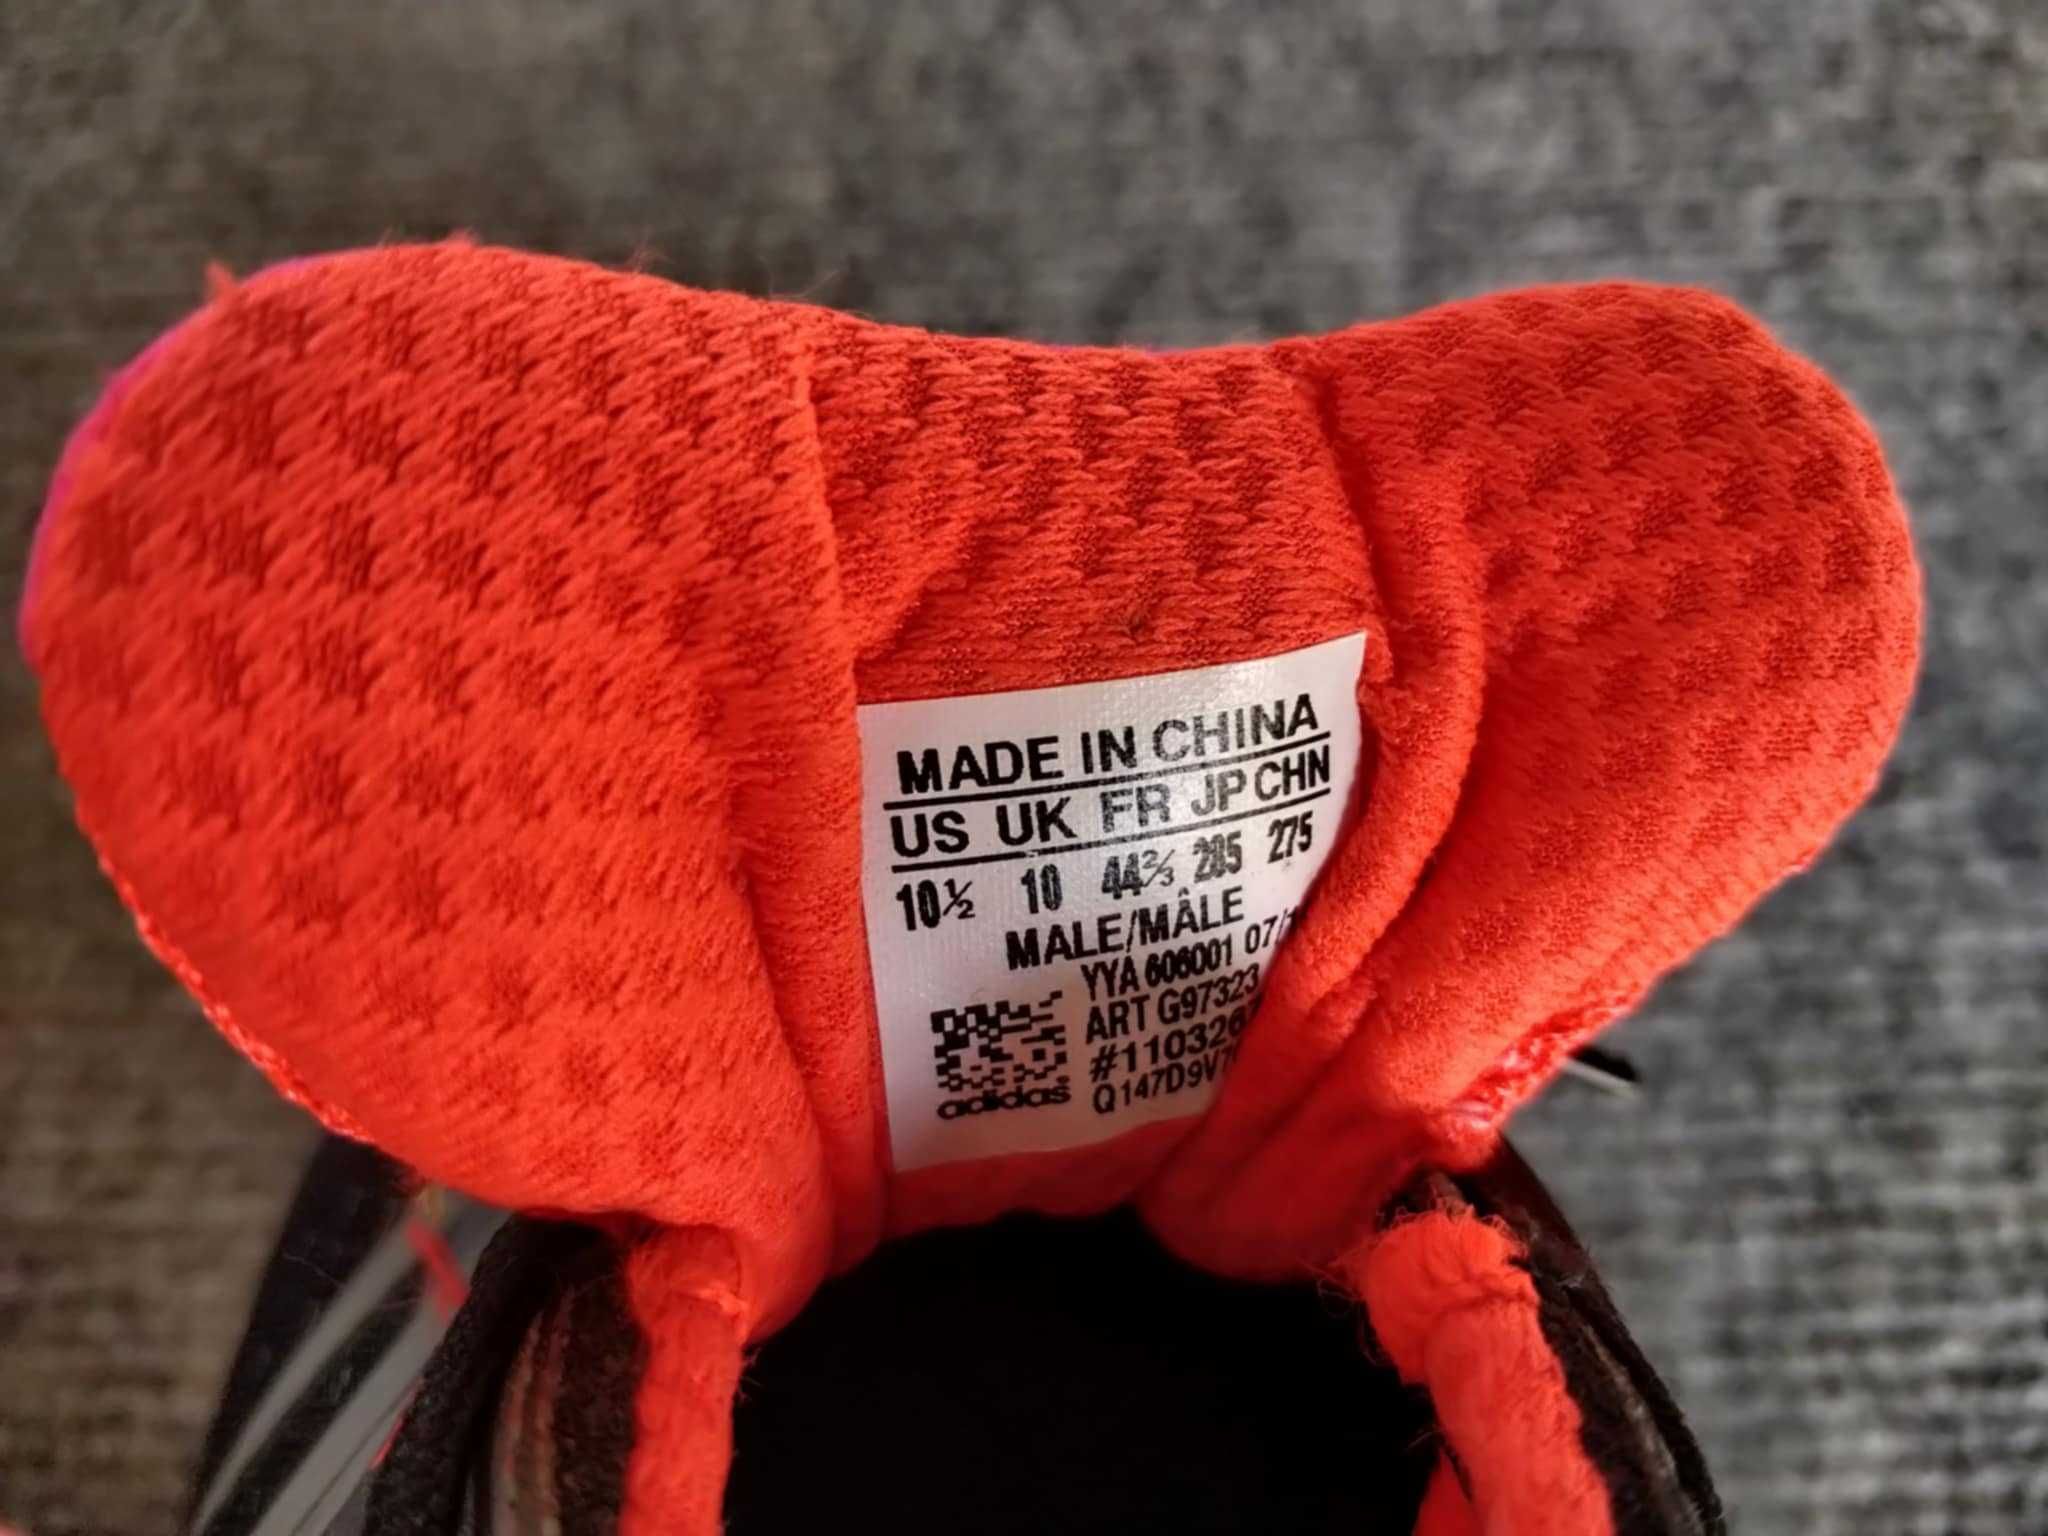 MADE IN CHINA
US UK FR JP CHN
10½ 10 44⅔ 285 275
MALE/MÂLE
YYA 606001
ART G97323
adidas